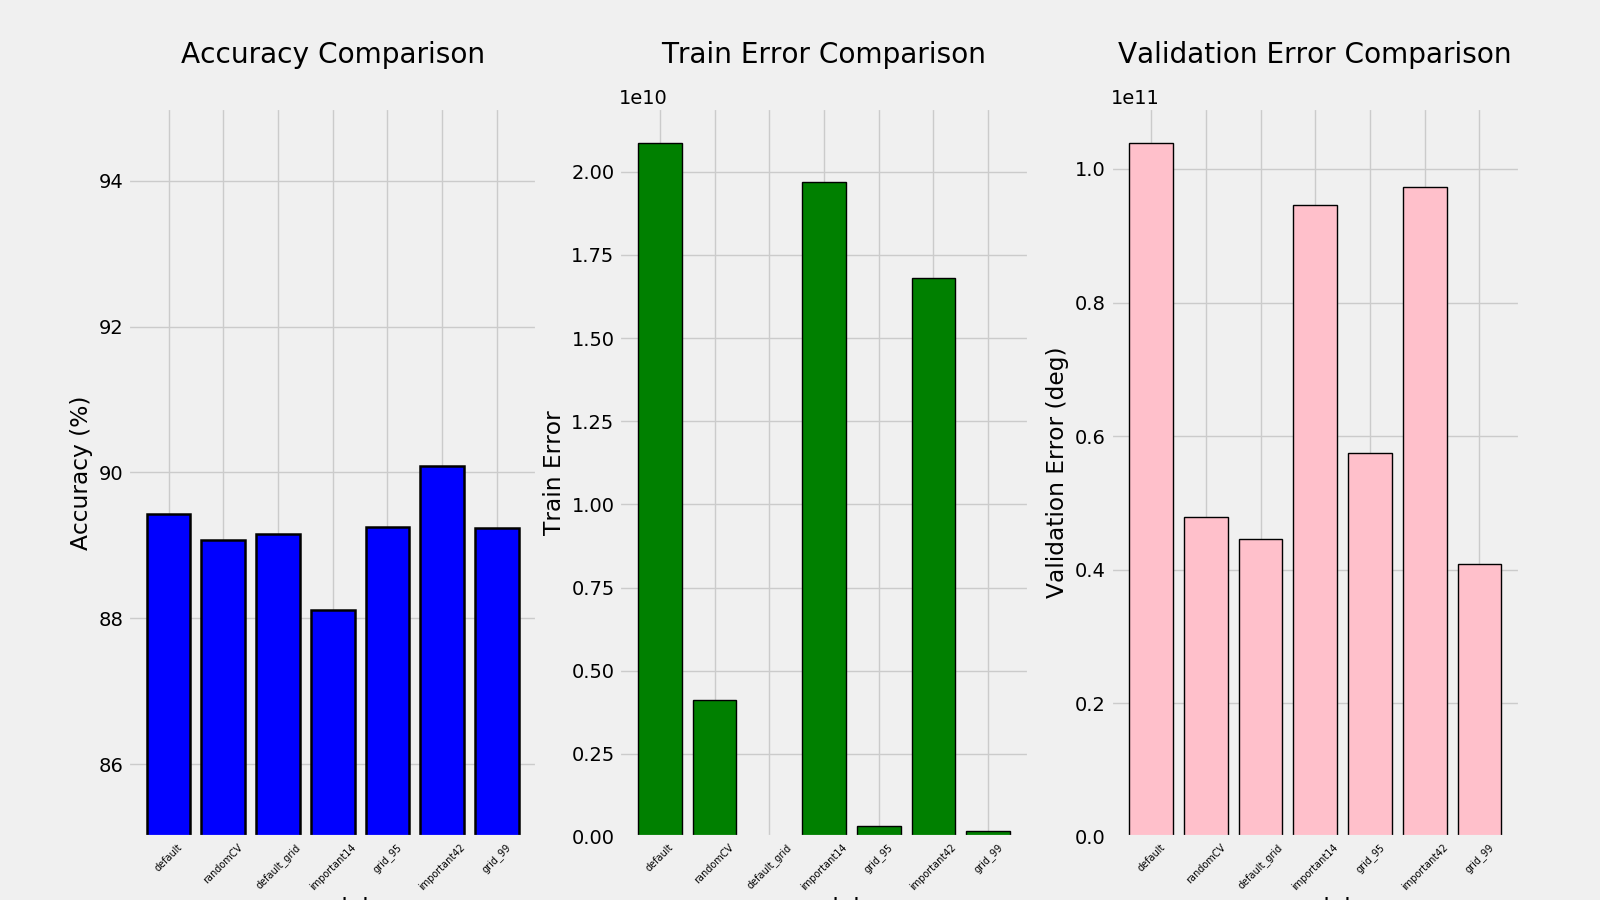 Accuracy Comparison
Accuracy (%)
94
92
90
88
86
default
randomCV
default_grid
important14
grid_95
important42
grid_99
Train Error Comparison
1e10
Train Error
2.00
1.75
1.50
1.25
1.00
0.75
0.50
0.25
0.00
default
randomCV
default_grid
important14
grid_95
important42
grid_99
Validation Error Comparison
1e11
Validation Error (deg)
1.0
0.8
0.6
0.4
0.2
0.0
default
randomCV
default_grid
important14
grid_95
important42
grid_99